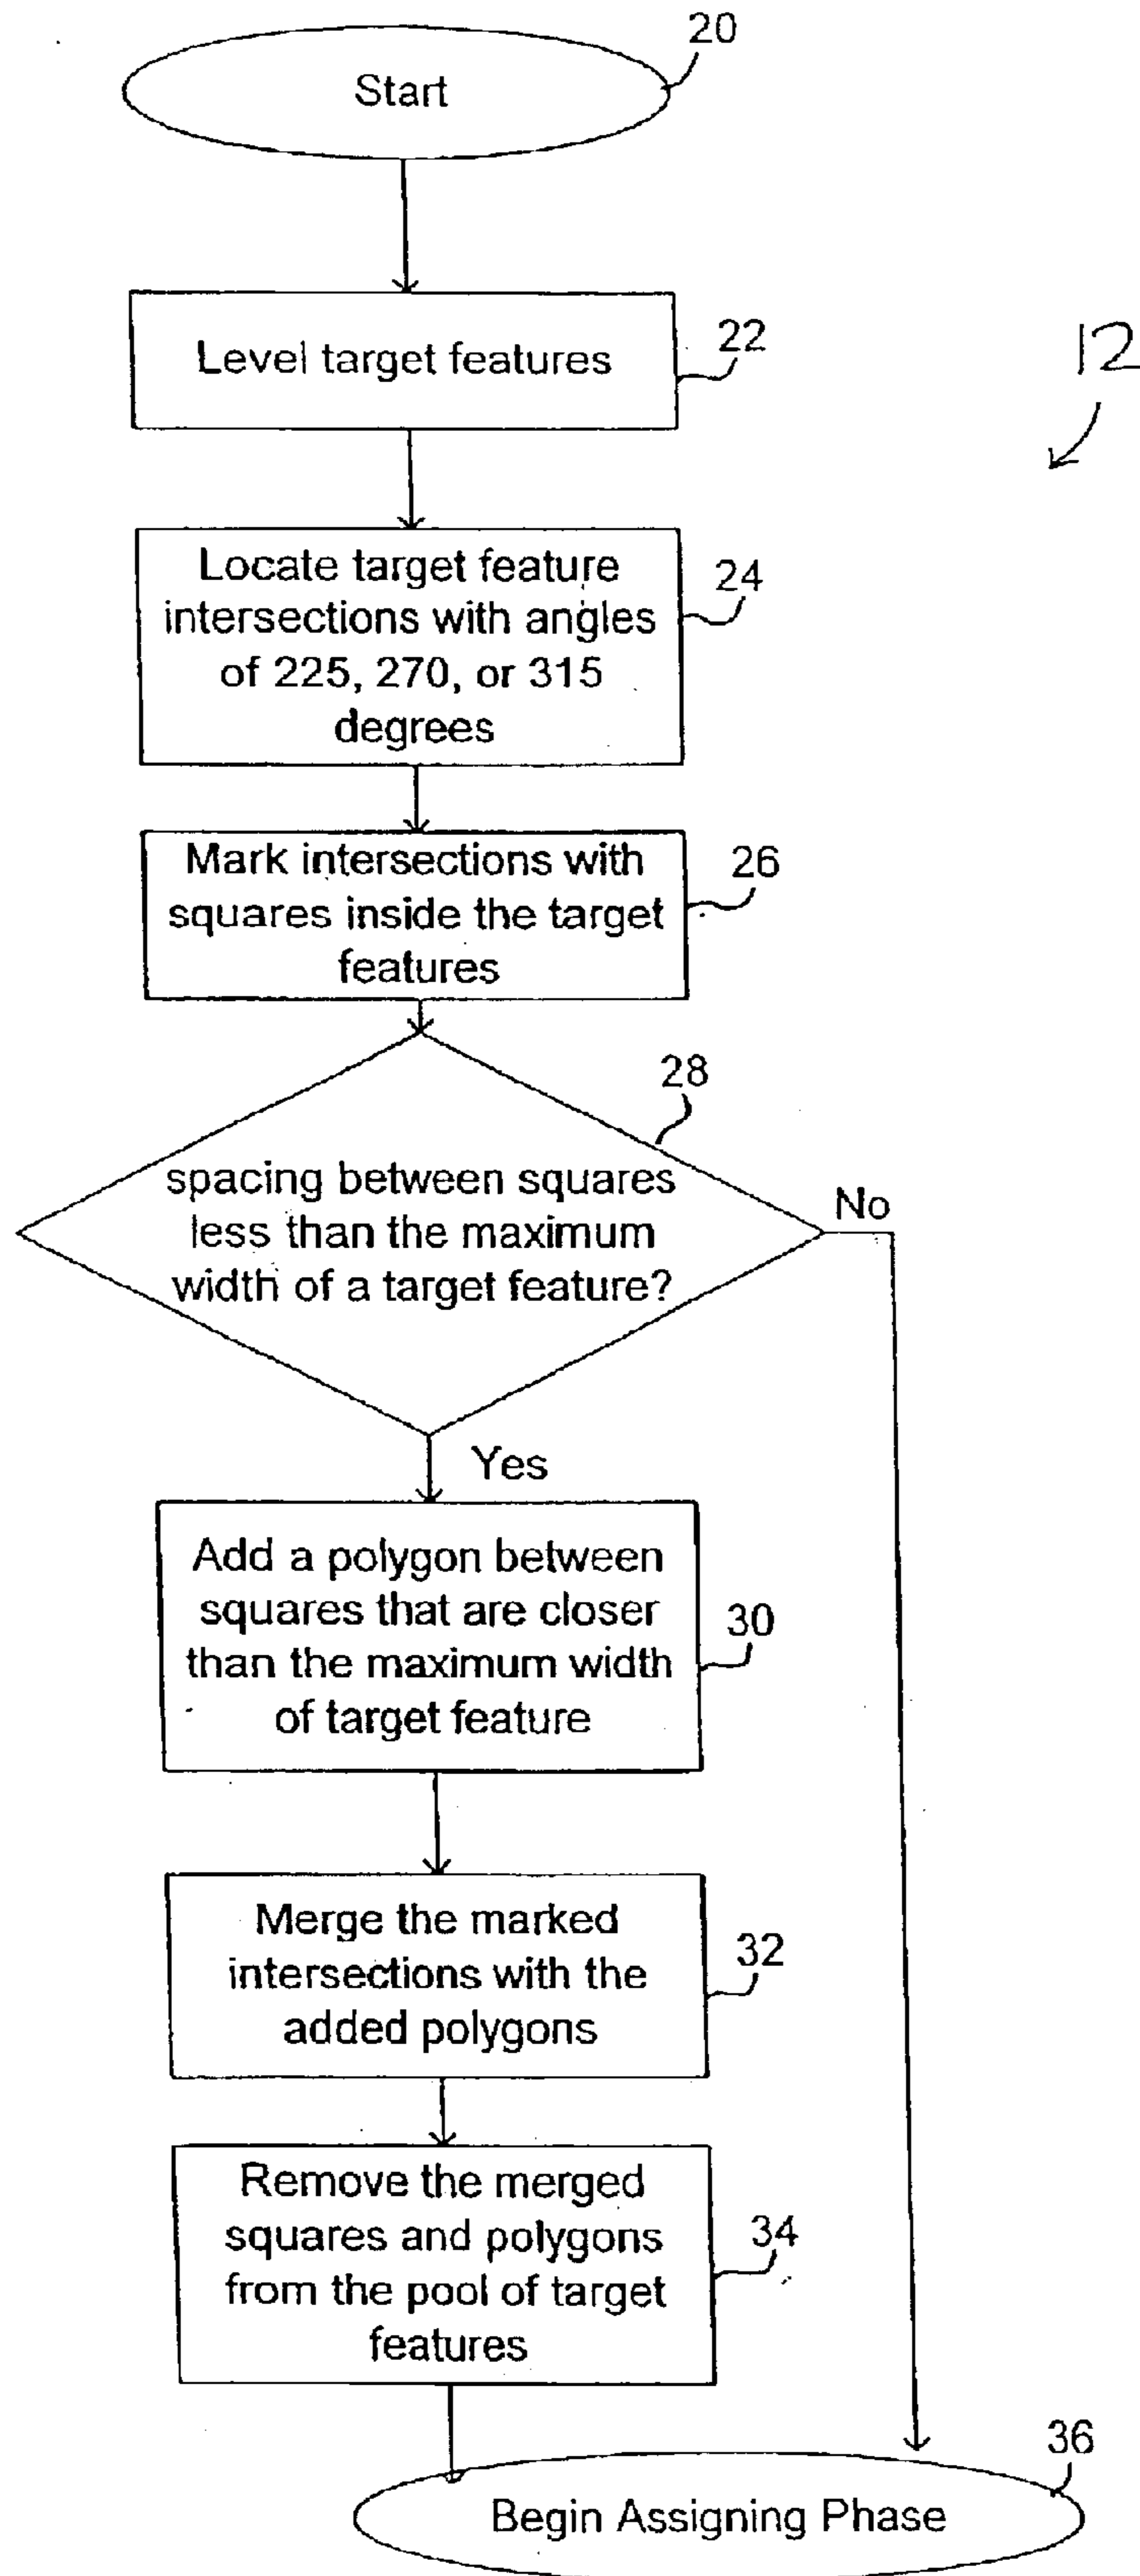 20
Start
22
Level target features
12
24
Locate target feature
intersections with angles
of 225, 270, or 315
degrees
26
Mark intersections with
squares inside the target
features
28
spacing between squares
less than the maximum
width of a target feature?
No
Yes
Add a polygon between
squares that are closer
than the maximum width
of target feature
30
Merge the marked
intersections with the
added polygons
32
Remove the merged
squares and polygons
from the pool of target
features
34
36
Begin Assigning Phase